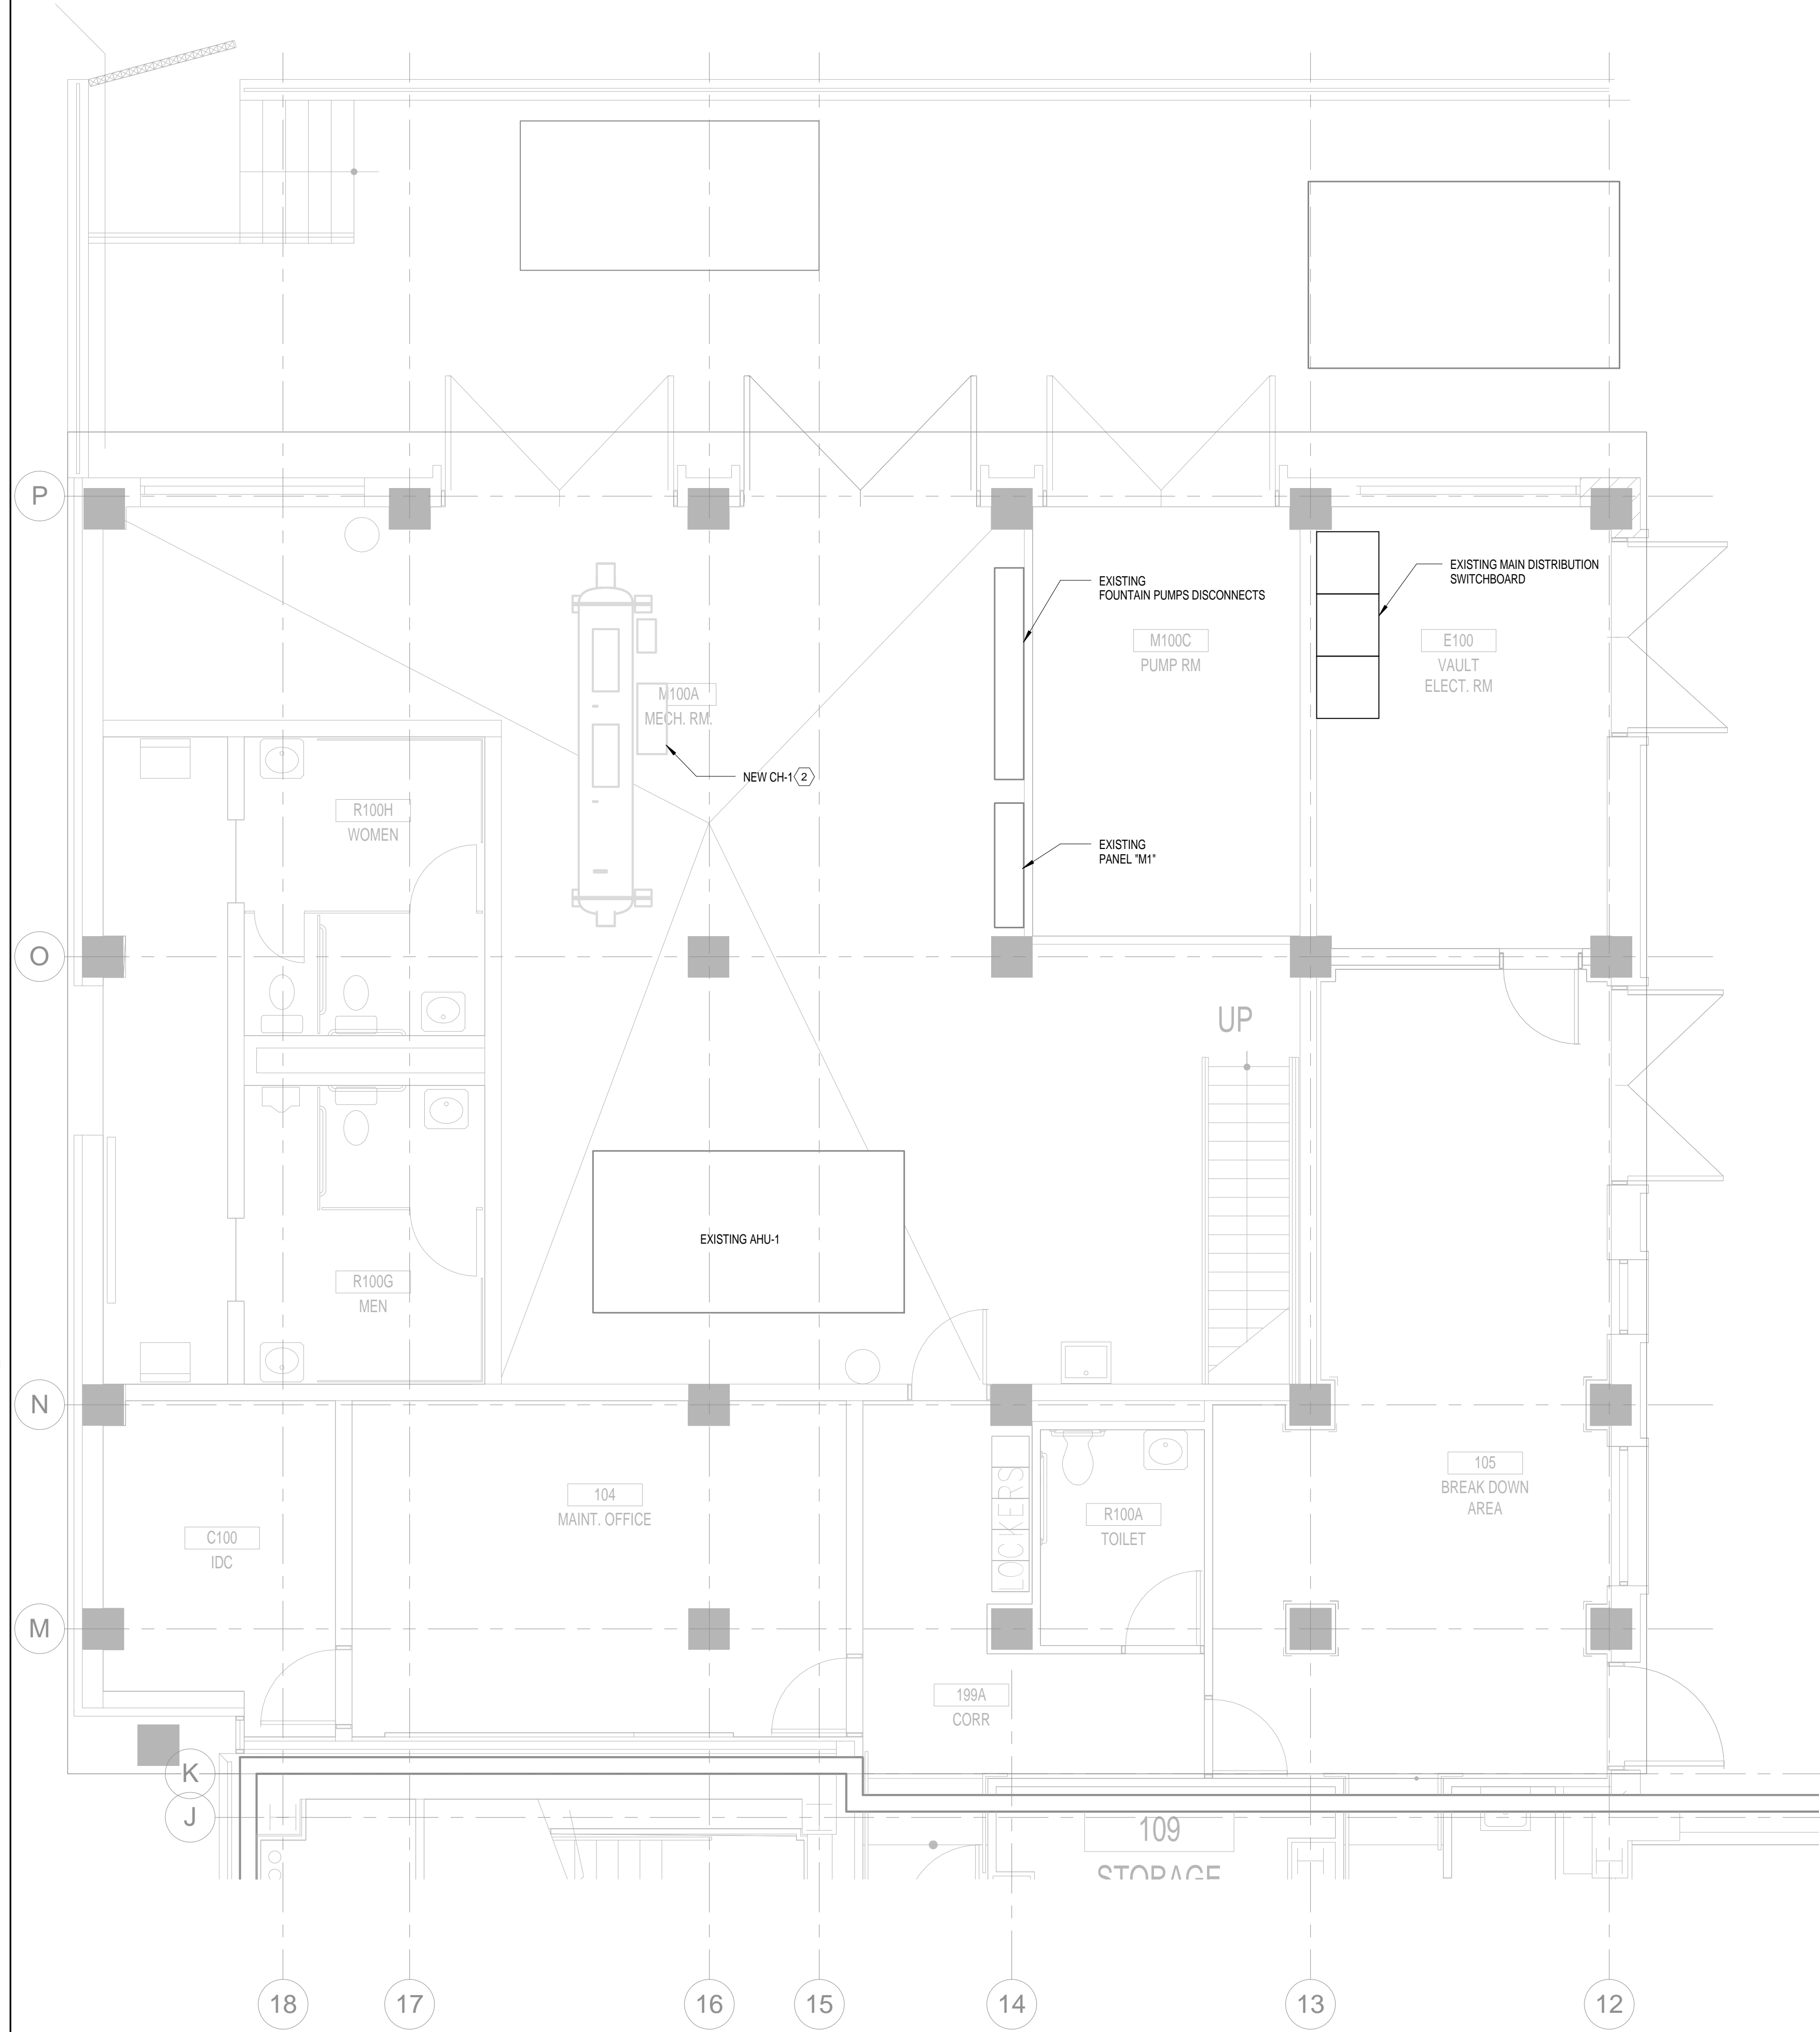 P
EXISTING
FOUNTAIN PUMPS DISCONNECTS
EXISTING MAIN DISTRIBUTION
SWITCHBOARD
M100C
PUMP RM
E100
VAULT
ELECT. RM
M100A
MECH. RM.
NEW CH-1 2
R100H
WOMEN
EXISTING
PANEL "M1"
O
UP
EXISTING AHU-1
R100G
MEN
N
LOCKERS
104
MAINT. OFFICE
105
BREAK DOWN
AREA
R100A
TOILET
C100
IDC
M
199A
CORR
K
J
109
STORAGE
18
17
16
15
14
13
12